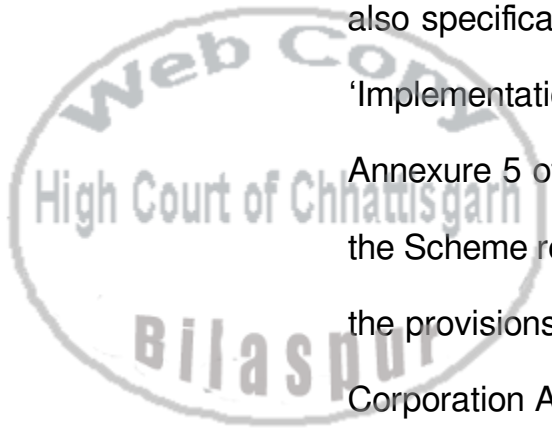 also specifica
Web Copy
'Implementati
Annexure 5 o
High Court of Chhattisgarh
the Scheme r
the provisions
Bilaspur
Corporation A